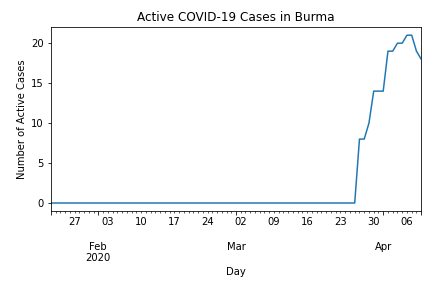 Active COVID-19 Cases in Burma
Number of Active Cases
20
15
10
5
0
27 03 10 17 24 02 09 16 23 30 06
Feb Mar Apr
2020
Day